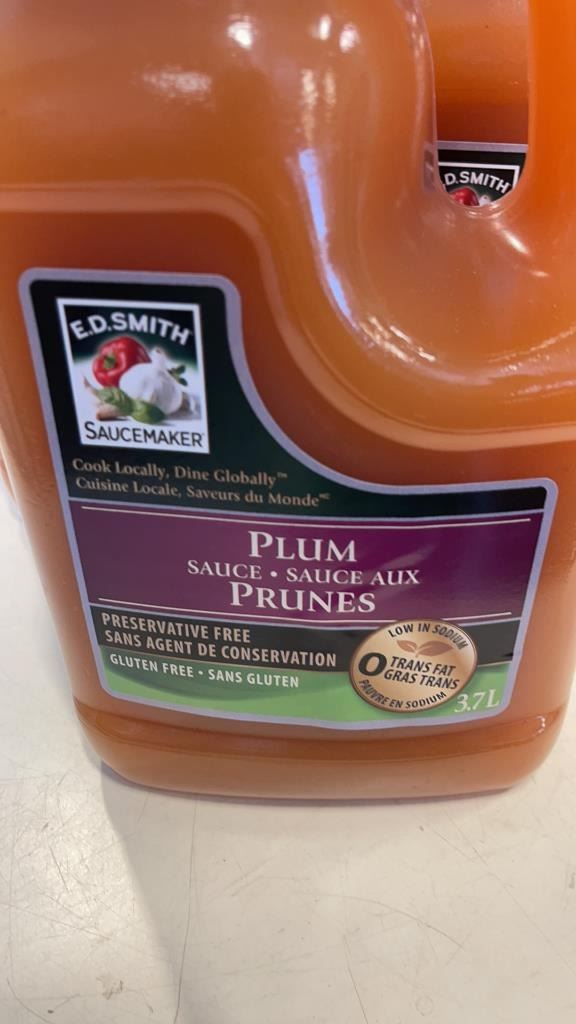 D.SMITH
E.D.SMITH
SAUCEMAKER
Cook Locally, Dine Globally™
Cuisine Locale, Saveurs du Monde MC
PLUM
SAUCE • SAUCE AUX
PRUNES
PRESERVATIVE FREE
SANS AGENT DE CONSERVATION
GLUTEN FREE • SANS GLUTEN
LOW IN SODIUM
0 TRANS FAT
GRAS TRANS
PAUVRE EN SODIUM
3.7 L